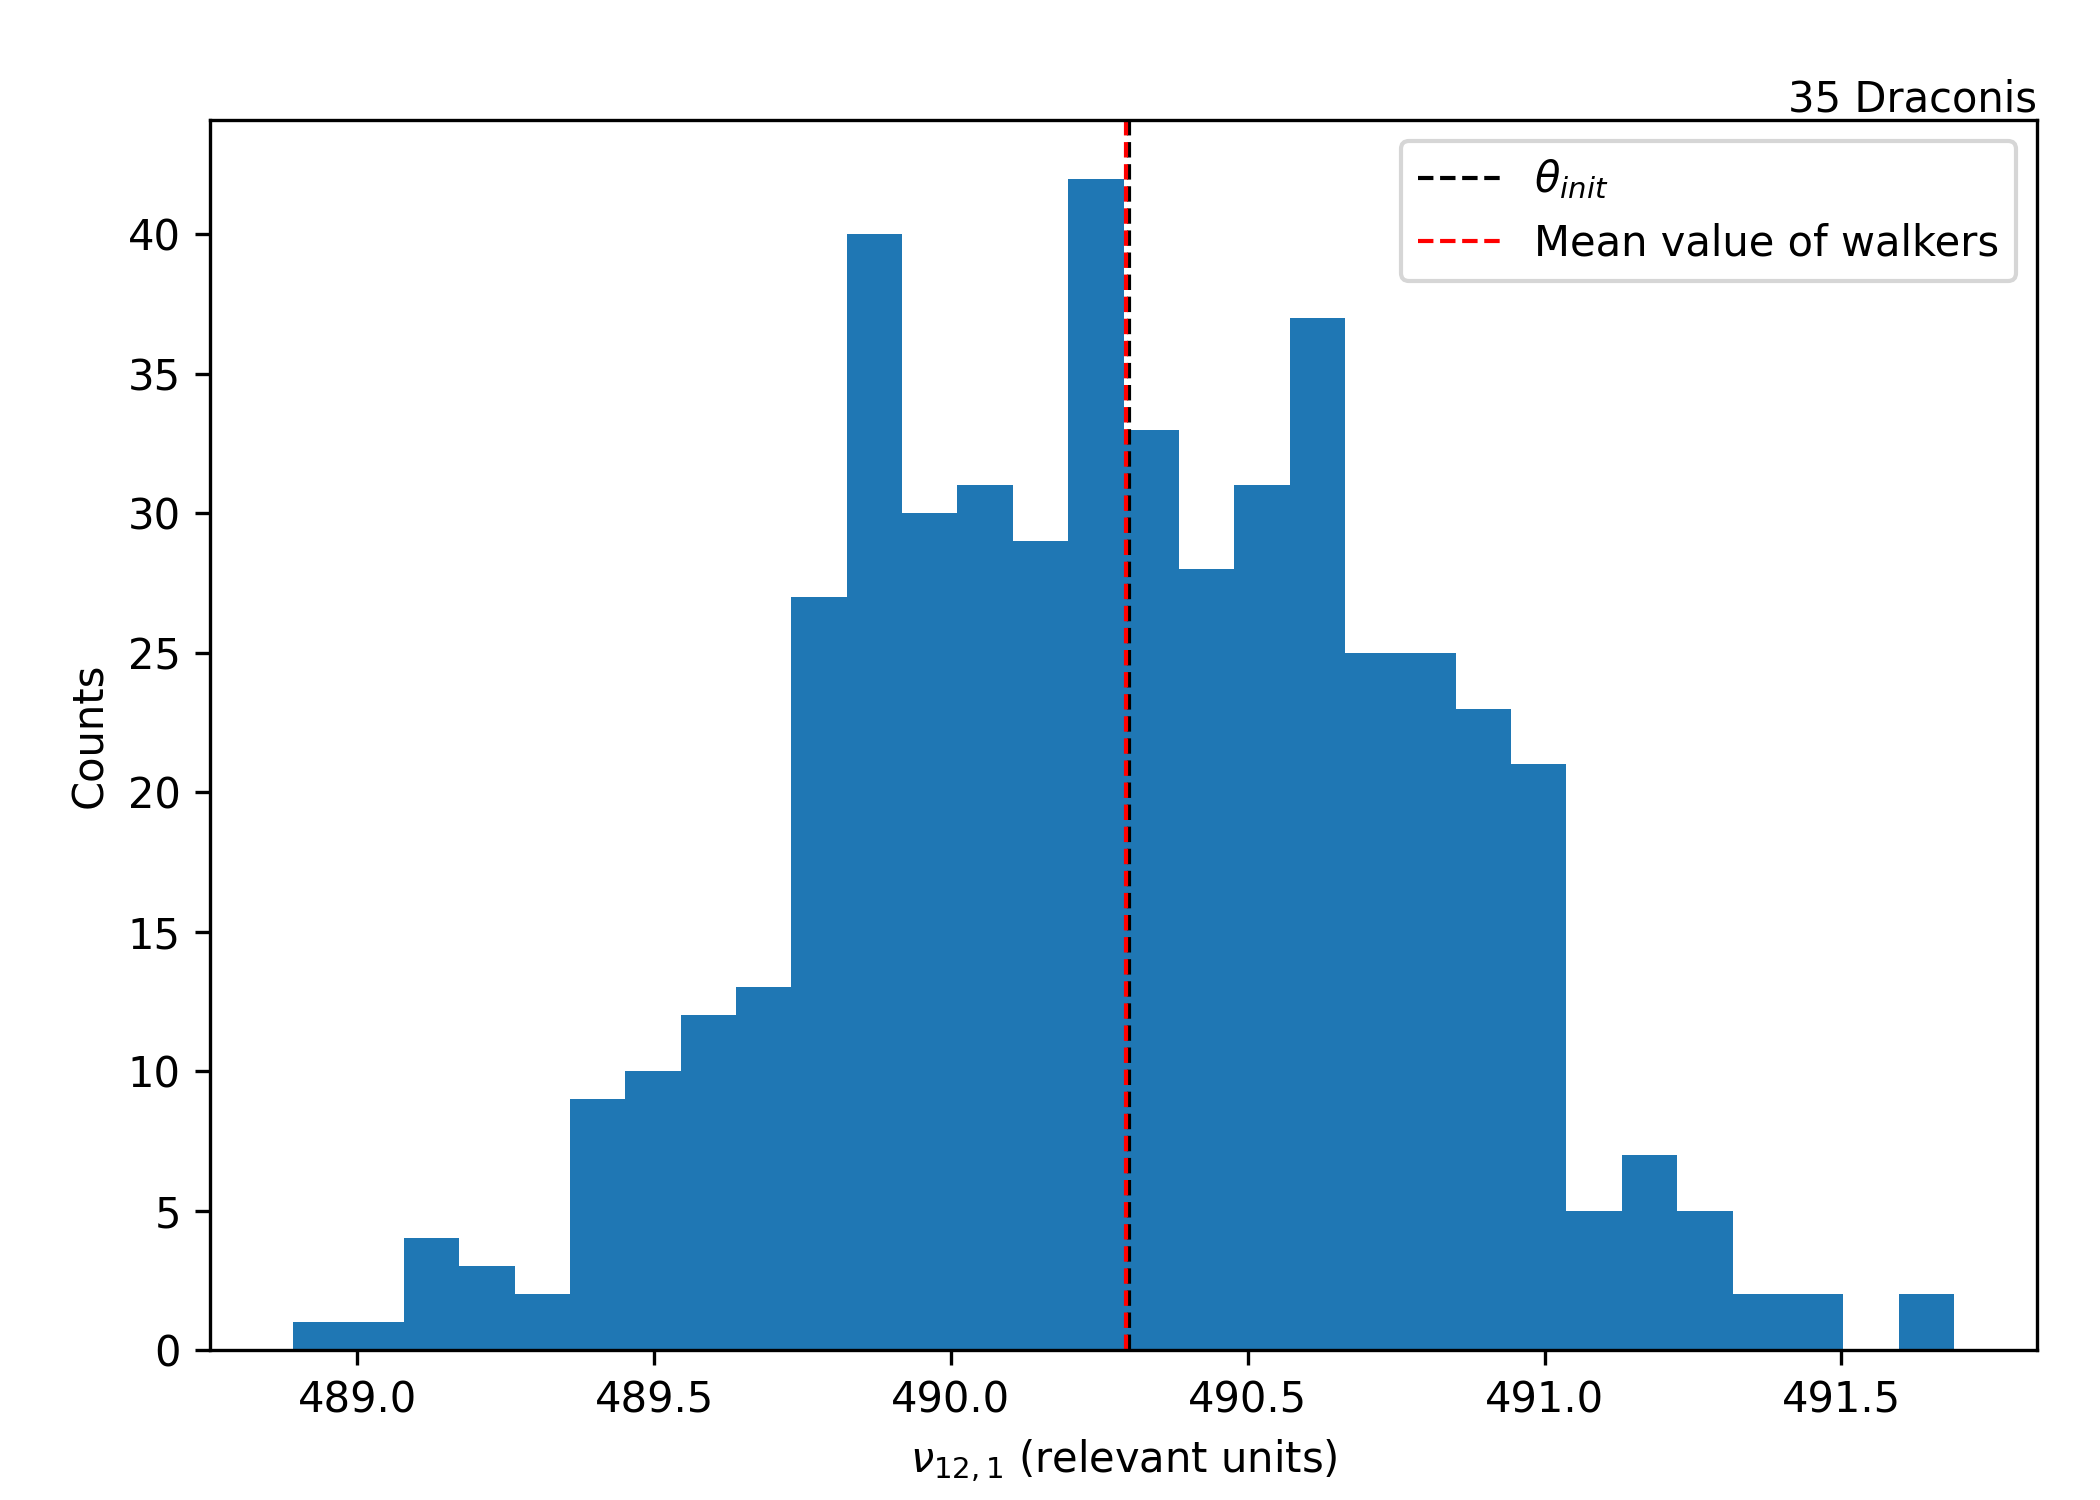 35 Draconis
θ_init
Mean value of walkers
40
35
30
25
20
15
10
5
0
Counts
489.0 489.5 490.0 490.5 491.0 491.5
ν_12,1 (relevant units)